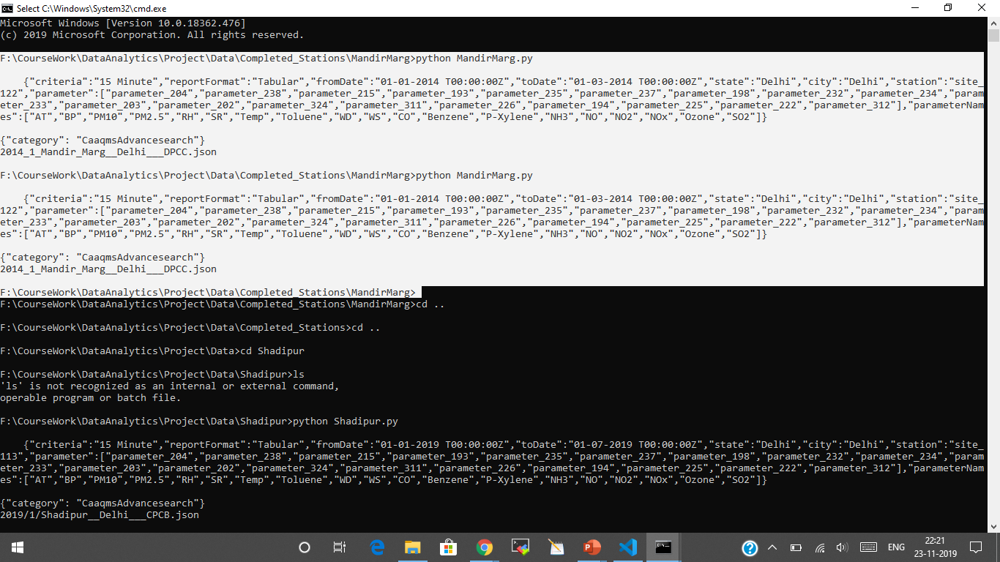 Select C:\Windows\System32\cmd.exe
Microsoft Windows [Version 10.0.18362.476]
(c) 2019 Microsoft Corporation. All rights reserved.
F:\CourseWork\DataAnalytics\Project\Data\Completed_Stations\MandirMarg>python MandirMarg.py
{"criteria":"15 Minute","reportFormat":"Tabular","fromDate":"01-01-2014 T00:00:00Z","toDate":"01-03-2014 T00:00:00Z","state":"Delhi","city":"Delhi","station":"site_
122","parameter":["parameter_204","parameter_238","parameter_215","parameter_193","parameter_235","parameter_237","parameter_198","parameter_232","parameter_234","param
eter_233","parameter_203","parameter_202","parameter_324","parameter_311","parameter_226","parameter_194","parameter_225","parameter_222","parameter_312"],"parameterNam
es":["AT","BP","PM10","PM2.5","RH","SR","Temp","Toluene","WD","WS","CO","Benzene","P-Xylene","NH3","NO","NO2","NOx","Ozone","SO2"]}
{"category": "CaaqmsAdvancesearch"}
2014_1_Mandir_Marg__Delhi___DPCC.json
F:\CourseWork\DataAnalytics\Project\Data\Completed_Stations\MandirMarg>python MandirMarg.py
{"criteria":"15 Minute","reportFormat":"Tabular","fromDate":"01-01-2014 T00:00:00Z","toDate":"01-03-2014 T00:00:00Z","state":"Delhi","city":"Delhi","station":"site_
122","parameter":["parameter_204","parameter_238","parameter_215","parameter_193","parameter_235","parameter_237","parameter_198","parameter_232","parameter_234","param
eter_233","parameter_203","parameter_202","parameter_324","parameter_311","parameter_226","parameter_194","parameter_225","parameter_222","parameter_312"],"parameterNam
es":["AT","BP","PM10","PM2.5","RH","SR","Temp","Toluene","WD","WS","CO","Benzene","P-Xylene","NH3","NO","NO2","NOx","Ozone","SO2"]}
{"category": "CaaqmsAdvancesearch"}
2014_1_Mandir_Marg__Delhi___DPCC.json
F:\CourseWork\DataAnalytics\Project\Data\Completed_Stations\MandirMarg>
F:\CourseWork\DataAnalytics\Project\Data\Completed_Stations\MandirMarg>cd ..
F:\CourseWork\DataAnalytics\Project\Data\Completed_Stations>cd ..
F:\CourseWork\DataAnalytics\Project\Data>cd Shadipur
F:\CourseWork\DataAnalytics\Project\Data\Shadipur>ls
'ls' is not recognized as an internal or external command,
operable program or batch file.
F:\CourseWork\DataAnalytics\Project\Data\Shadipur>python Shadipur.py
{"criteria":"15 Minute","reportFormat":"Tabular","fromDate":"01-01-2019 T00:00:00Z","toDate":"01-07-2019 T00:00:00Z","state":"Delhi","city":"Delhi","station":"site_
113","parameter":["parameter_204","parameter_238","parameter_215","parameter_193","parameter_235","parameter_237","parameter_198","parameter_232","parameter_234","param
eter_233","parameter_203","parameter_202","parameter_324","parameter_311","parameter_226","parameter_194","parameter_225","parameter_222","parameter_312"],"parameterNam
es":["AT","BP","PM10","PM2.5","RH","SR","Temp","Toluene","WD","WS","CO","Benzene","P-Xylene","NH3","NO","NO2","NOx","Ozone","SO2"]}
{"category": "CaaqmsAdvancesearch"}
2019/1/Shadipur__Delhi___CPCB.json
ENG
22:21
23-11-2019